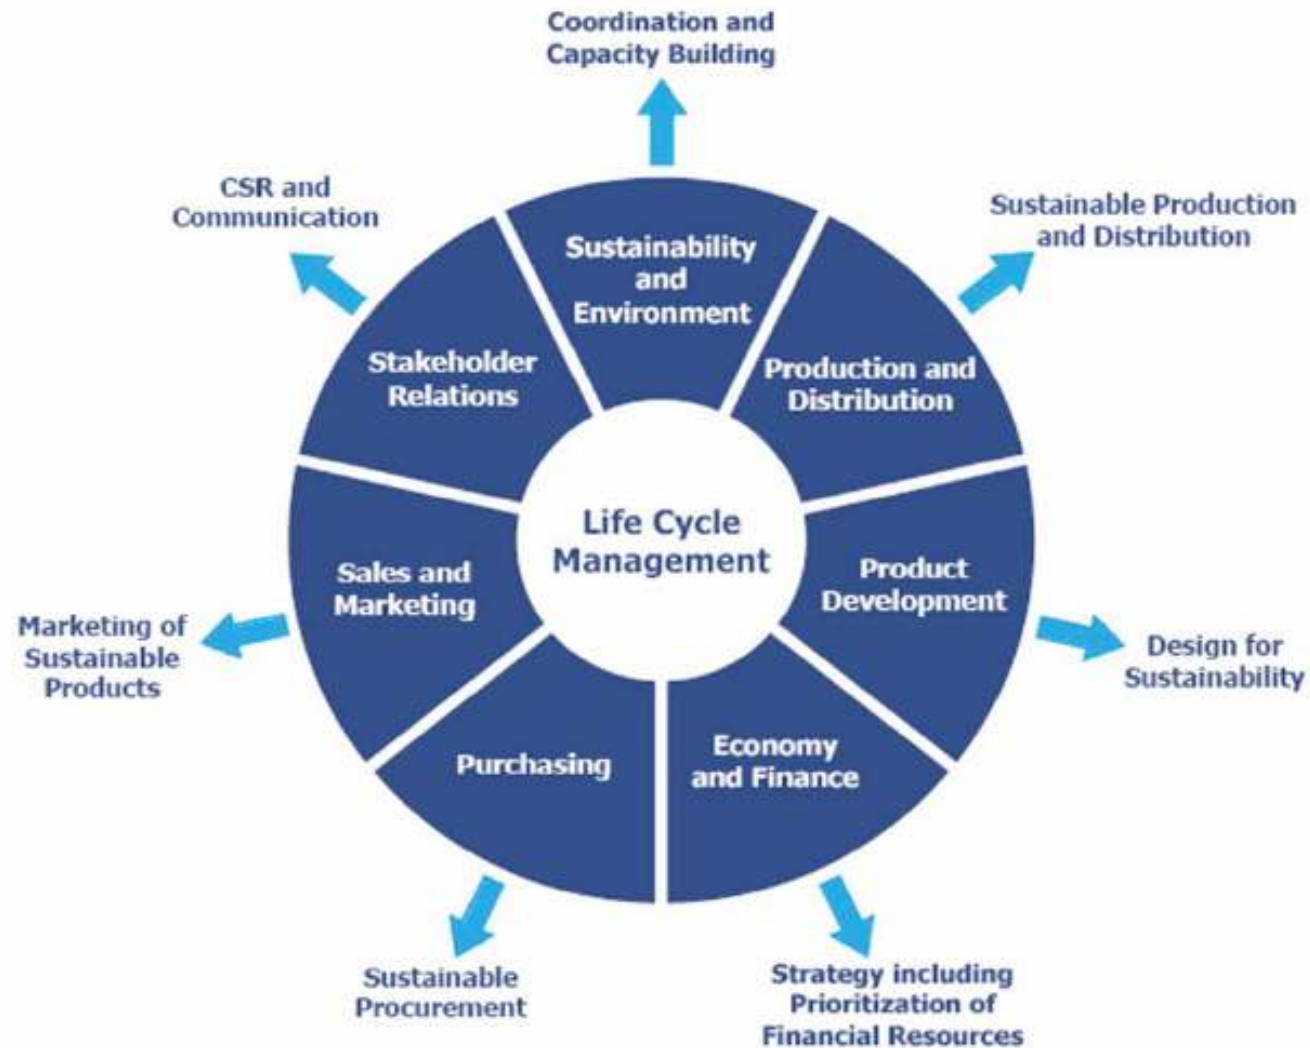 Coordination and
Capacity Building
CSR and
Communication
Sustainable Production
and Distribution
Sustainability
and
Environment
Stakeholder
Relations
Production and
Distribution
Life Cycle
Management
Sales and
Marketing
Product
Development
Marketing of
Sustainable
Products
Design for
Sustainability
Purchasing
Economy
and Finance
Sustainable
Procurement
Strategy including
Prioritization of
Financial Resources